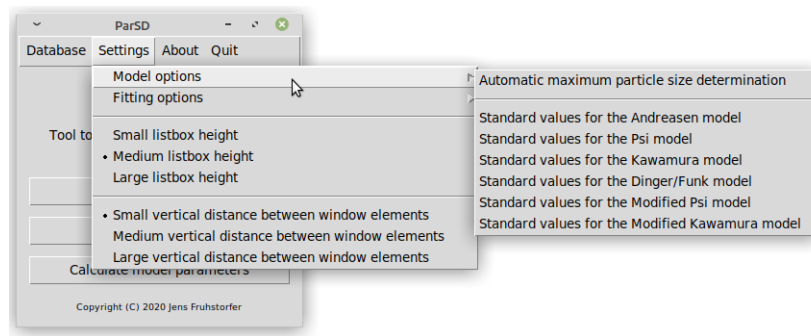 ParSD
Database Settings About Quit
Model options
Fitting options
Small listbox height
• Medium listbox height
Large listbox height
• Small vertical distance between window elements
Medium vertical distance between window elements
Large vertical distance between window elements
Automatic maximum particle size determination
Standard values for the Andreasen model
Standard values for the Psi model
Standard values for the Kawamura model
Standard values for the Dinger/Funk model
Standard values for the Modified Psi model
Standard values for the Modified Kawamura model
Tool to
Calculate model parameters
Copyright (C) 2020 Jens Fruhstorfer